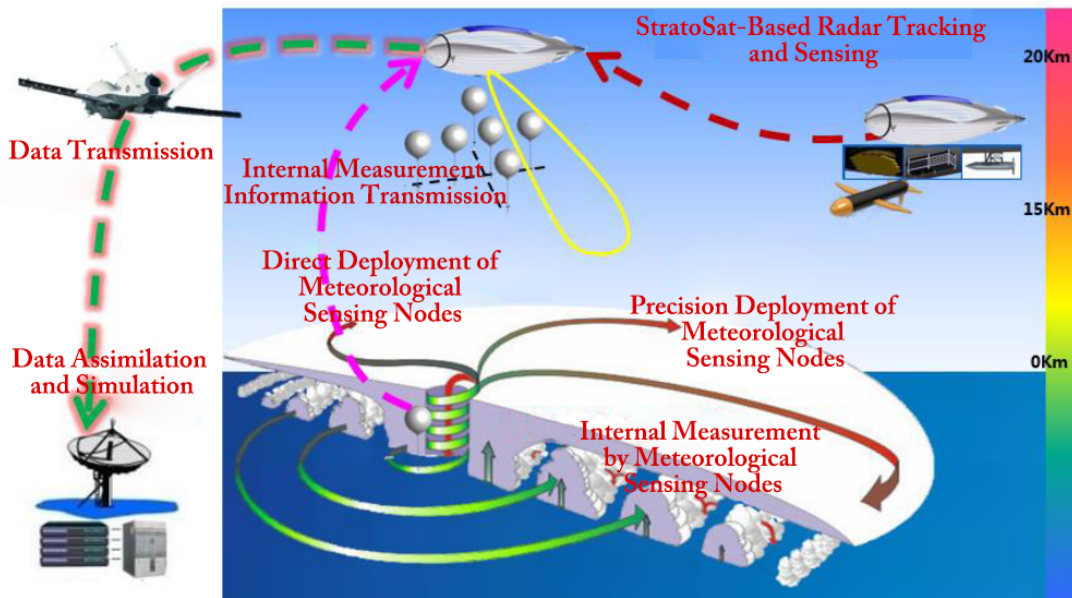 StratoSat-Based Radar Tracking
and Sensing
20Km
Data Transmission
Internal Measurement
Information Transmission
15Km
Direct Deployment of
Meteorological
Sensing Nodes
Precision Deployment of
Meteorological
Sensing Nodes
0Km
Data Assimilation
and Simulation
Internal Measurement
by Meteorological
Sensing Nodes